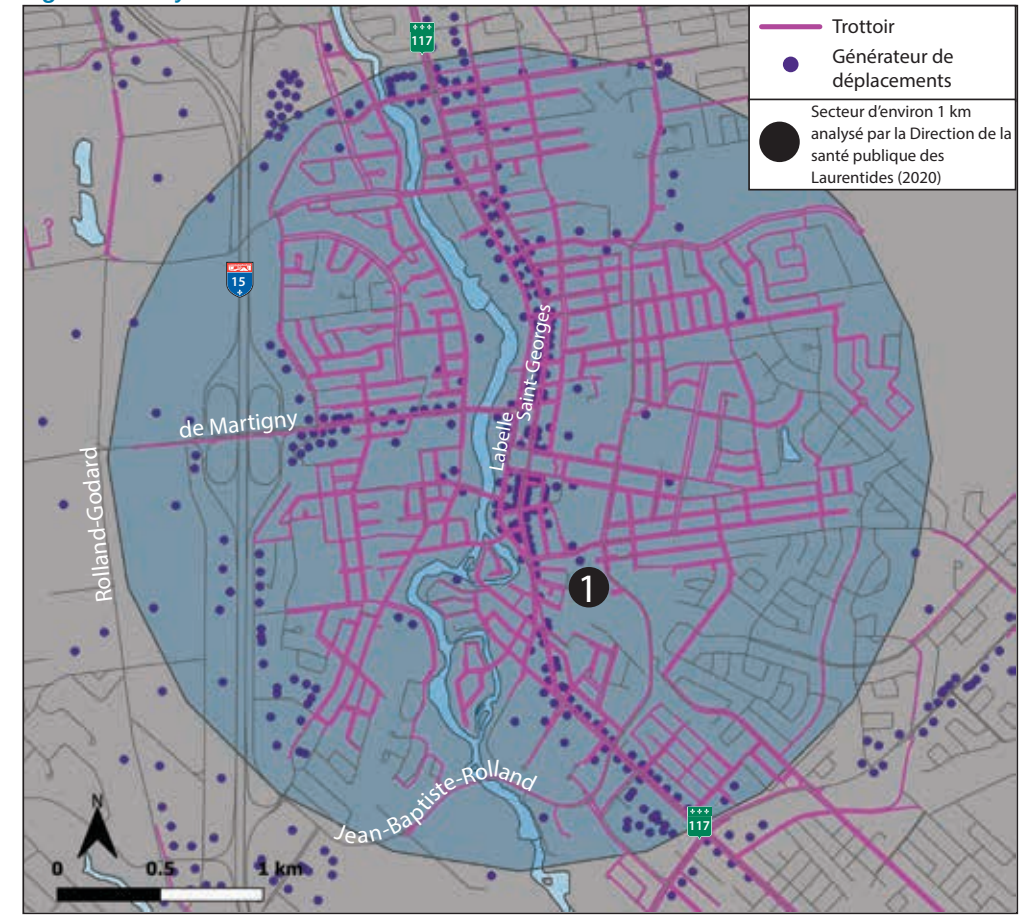 117
Trottoir
Générateur de
déplacements
Secteur d'environ 1 km
analysé par la Direction de la
santé publique des
Laurentides (2020)
15
Saint-Georges
Labelle
de Martigny
Rolland-Godard
1
Jean-Baptiste-Rolland
117
N
0 0.5 1 km